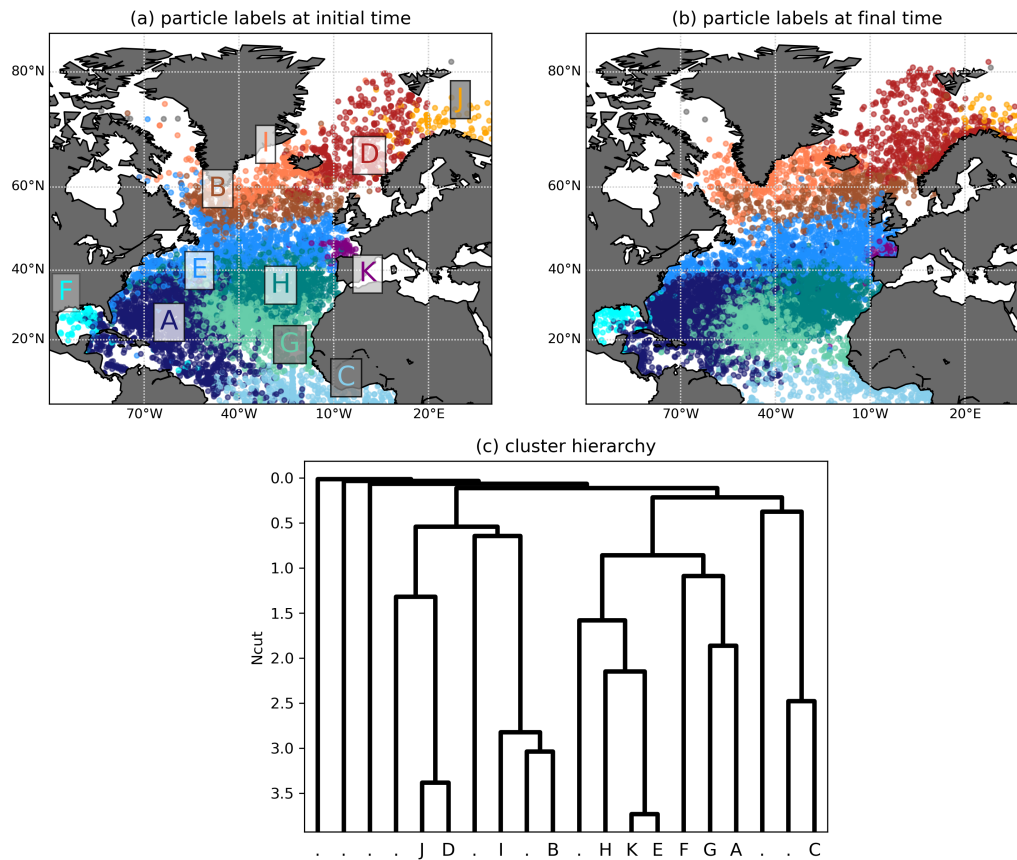 (a) particle labels at initial time
(b) particle labels at final time
80°N
60°N
40°N
20°N
70°W
40°W
10°W
20°E
J
I
D
B
E
K
F
H
A
G
C
80°N
60°N
40°N
20°N
70°W
40°W
10°W
20°E
(c) cluster hierarchy
Ncut
0.0
0.5
1.0
1.5
2.0
2.5
3.0
3.5
. . . . J D . I . B . H K E F G A . . C